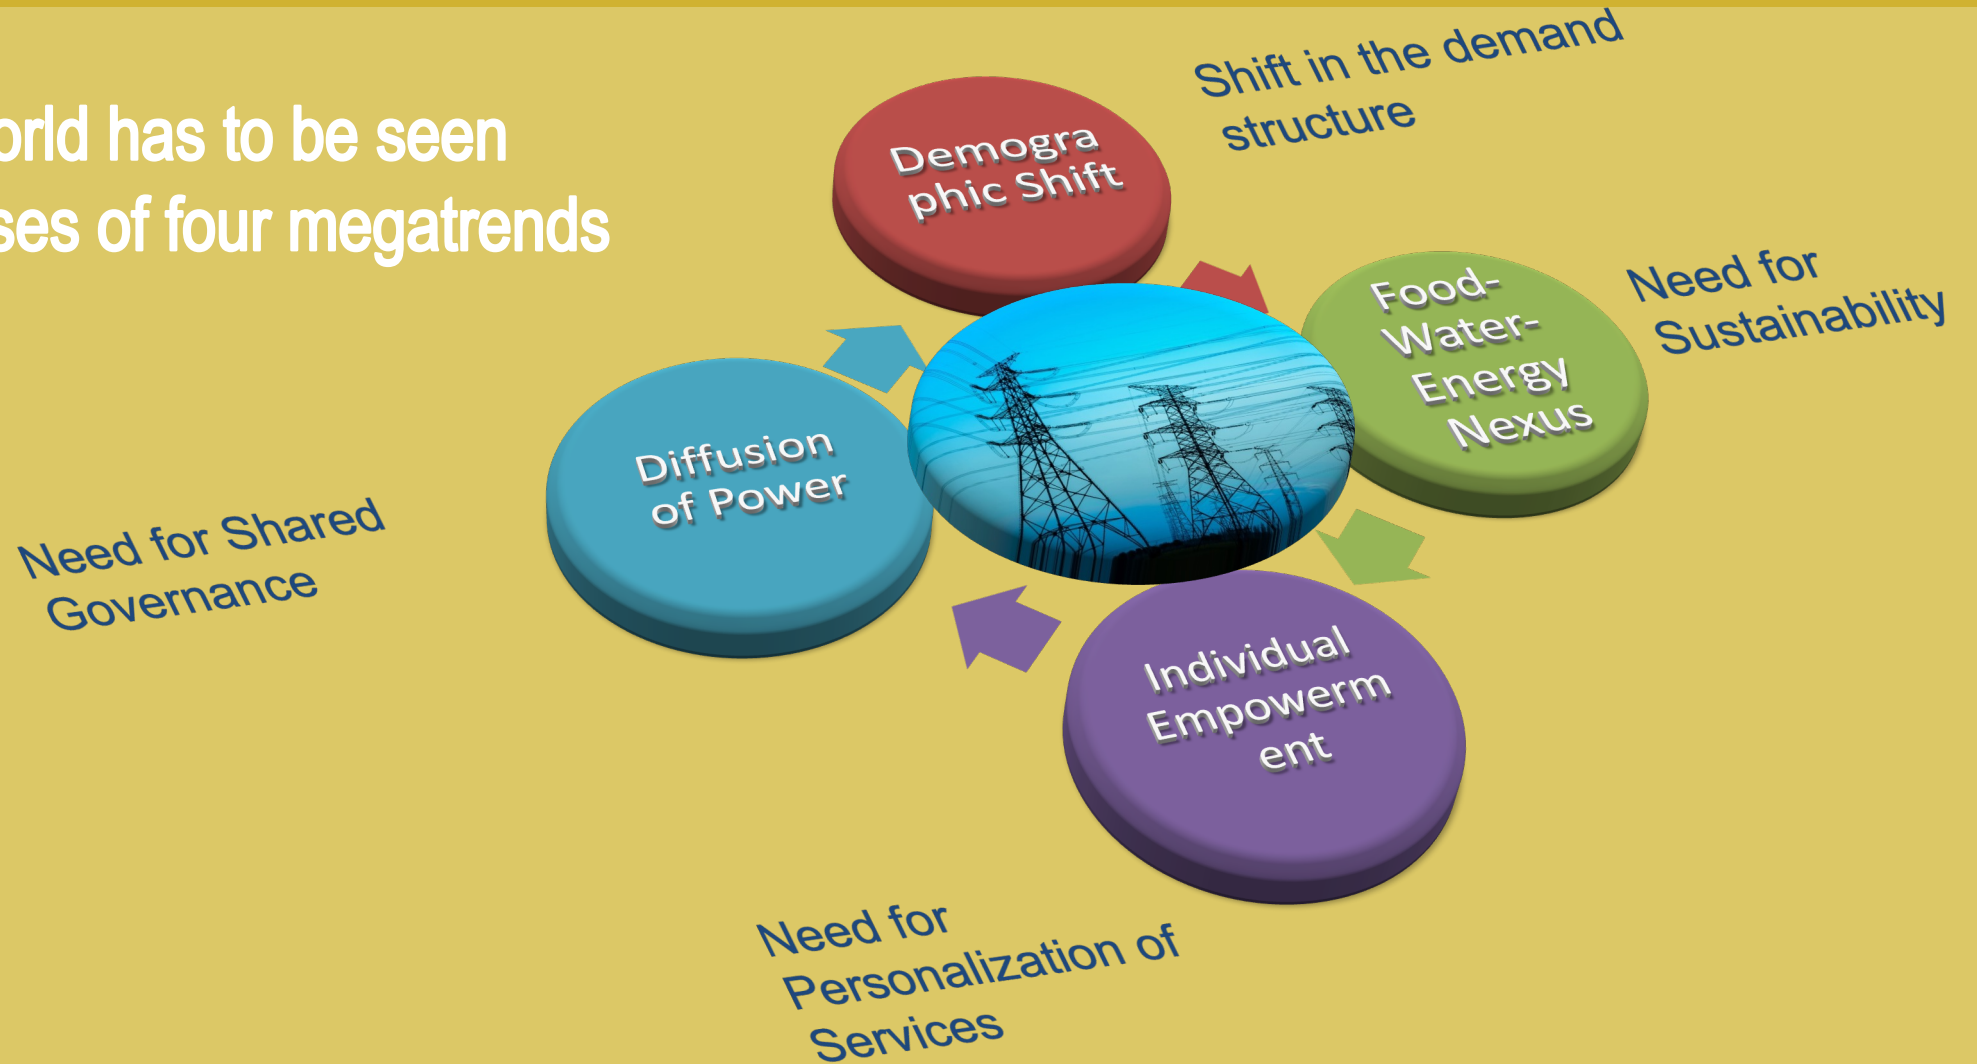 orld has to be seen
ses of four megatrends
Shift in the demand
structure
Demogra
phic Shift
Need for
Sustainability
Food-
Water-
Energy
Nexus
Diffusion
of Power
Need for Shared
Governance
Individual
Empowerm
ent
Need for
Personalization of
Services